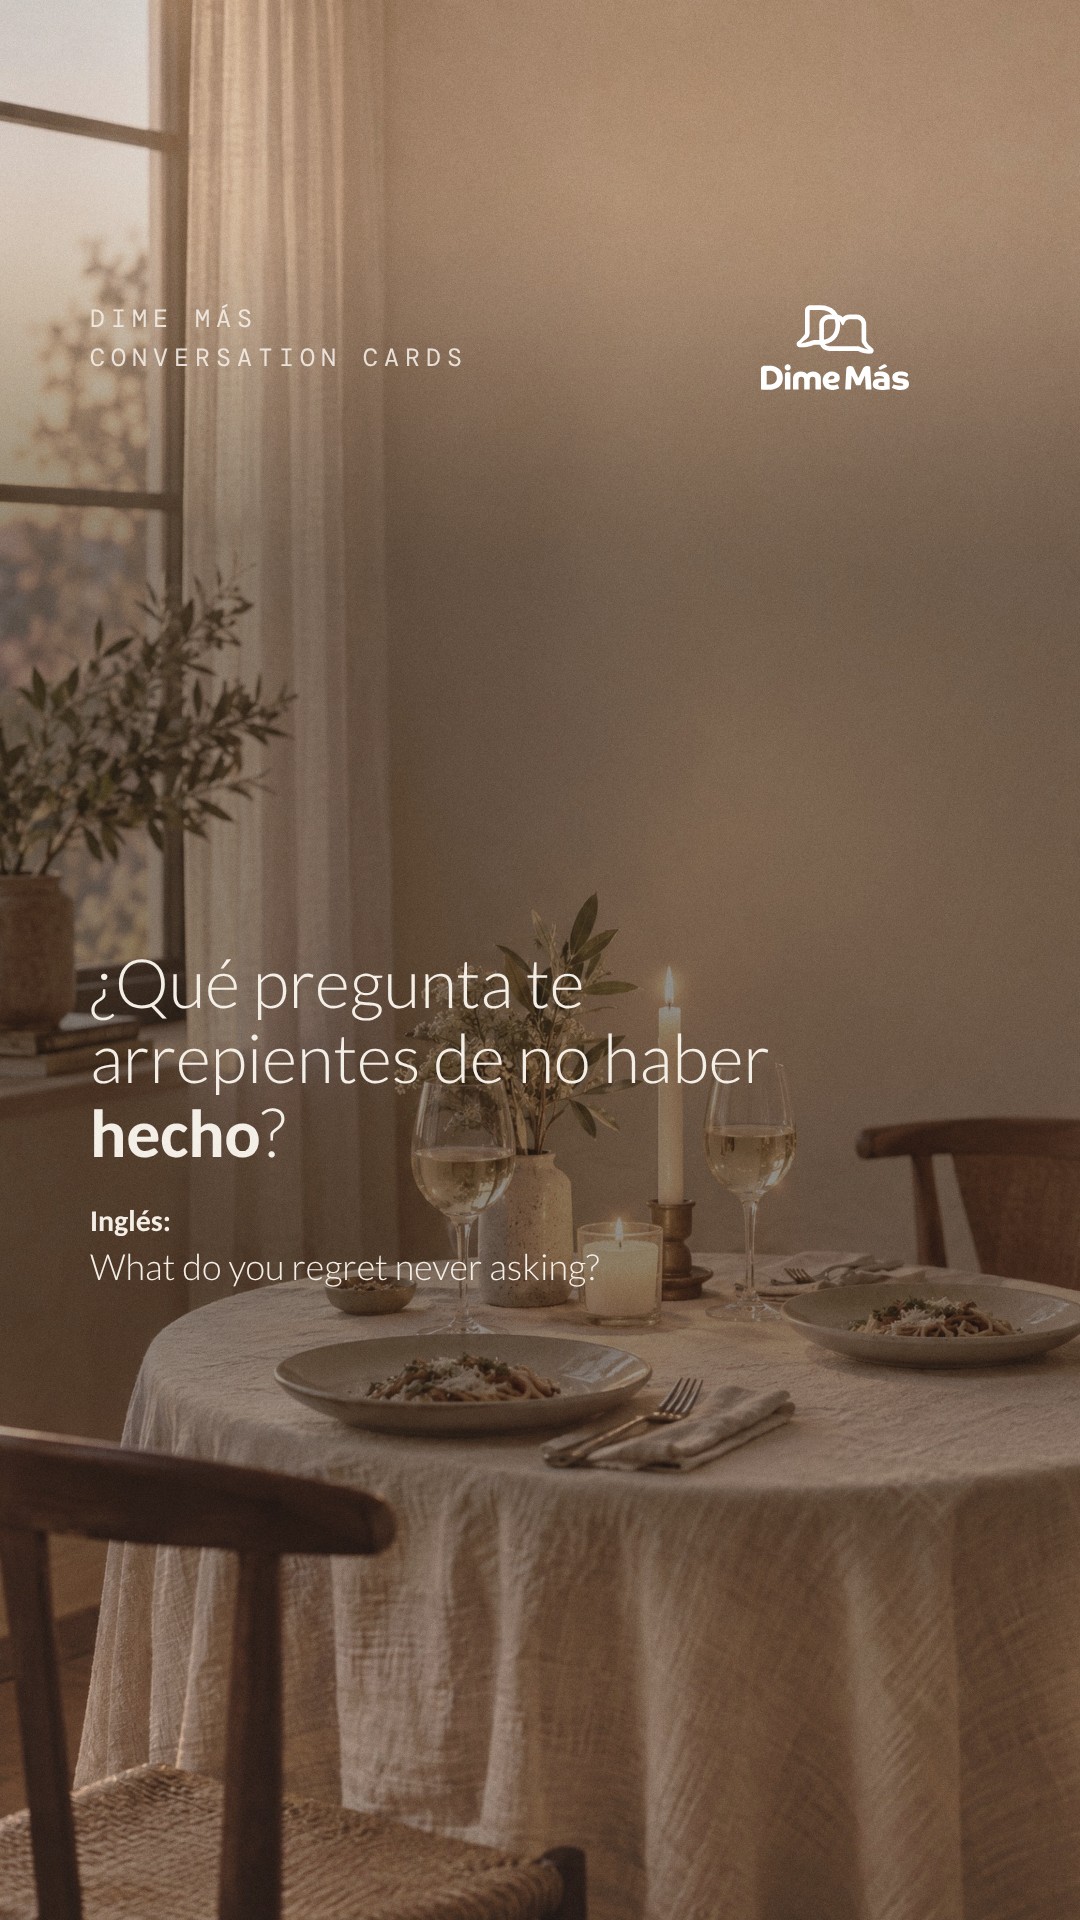 DIME MÁS
CONVERSATION CARDS
Dime Más
¿Qué pregunta te
arrepientes de no haber
hecho?
Inglés:
What do you regret never asking?